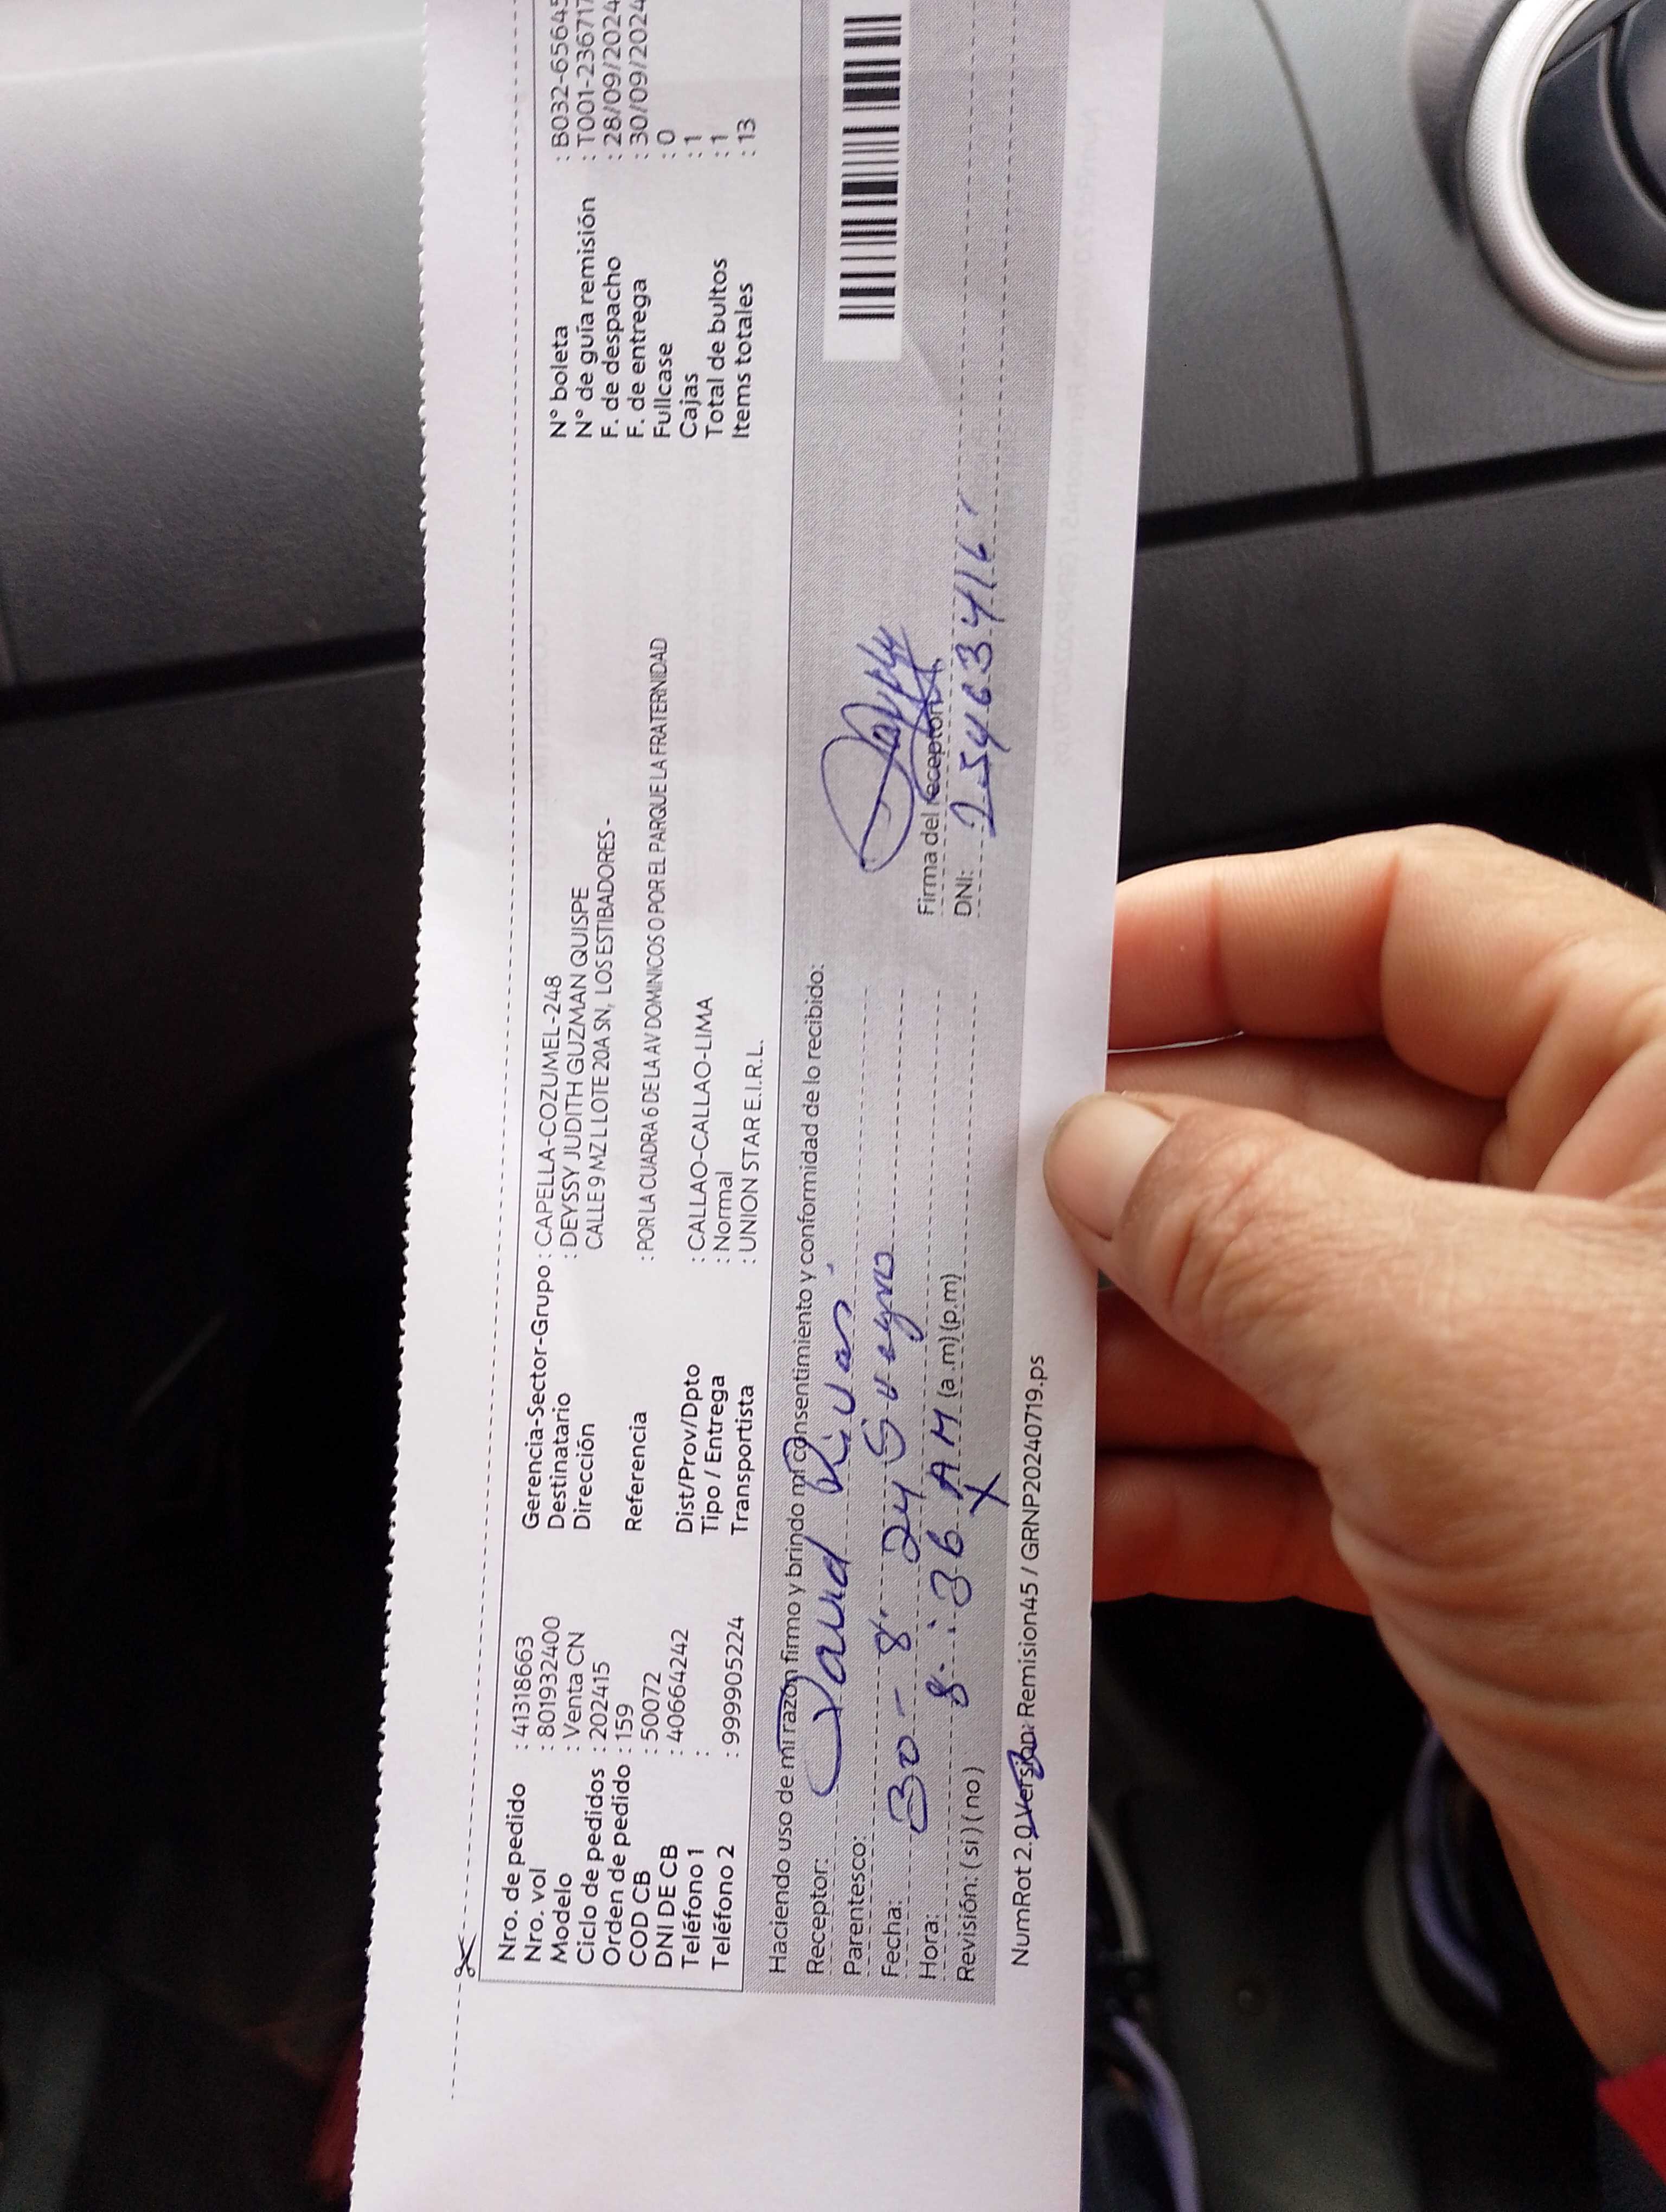 Nro. de pedido : 41318663
Nro. vol : 801932400
Modelo : Venta CN
Ciclo de pedidos : 202415
Orden de pedido : 159
COD CB : 50072
DNI DE CB : 40664242
Teléfono 1 :
Teléfono 2 : 999905224
Gerencia-Sector-Grupo : CAPELLA-COZUMEL-248
Destinatario : DEYSSY JUDITH GUZMAN QUISPE
Dirección CALLE 9 MZ L LOTE 20A SN, LOS ESTIBADORES -
Referencia : POR LA CUADRA 6 DE LA AV DOMINICOS O POR EL PARQUE LA FRATERNIDAD
Dist/Prov/Dpto : CALLAO-CALLAO-LIMA
Tipo / Entrega : Normal
Transportista : UNION STAR E.I.R.L.
N° boleta : B032-65645
N° de guía remisión : T001-236717
F. de despacho : 28/09/2024
F. de entrega : 30/09/2024
Fullcase : 0
Cajas : 1
Total de bultos : 1
Items totales : 13
Haciendo uso de mi razón firmo y brindo mi consentimiento y conformidad de lo recibido:
Receptor: David Rivas
Parentesco: Suegro
Fecha: 30-8-24
Hora: 8:36 AM (a.m) (p.m)
Revisión: (si) (no) X
Firma del receptor
DNI: 25463416
NumRot 2.0 Versión: Remision45 / GRNP20240719.ps